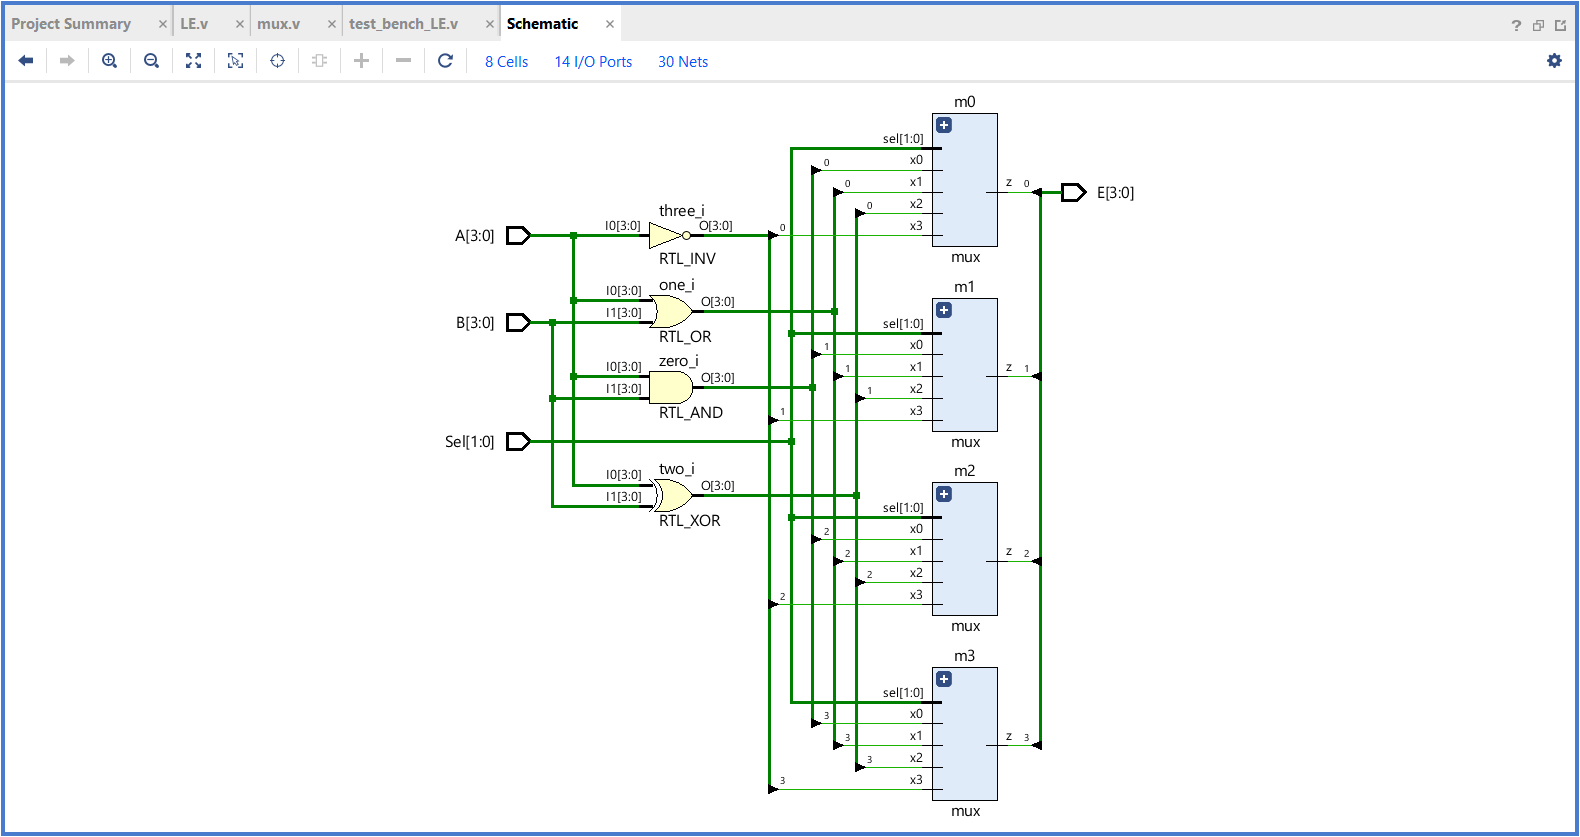 Project Summary × LE.v × mux.v × test_bench_LE.v × Schematic × ?
8 Cells 14 I/O Ports 30 Nets
m0
sel[1:0]
0 x0
0 x1 z 0 E[3:0]
0 x2
0 x3
mux
three_i
A[3:0] I0[3:0] O[3:0]
RTL_INV
one_i
I0[3:0] O[3:0]
B[3:0] I1[3:0]
RTL_OR
zero_i
I0[3:0] O[3:0]
I1[3:0]
RTL_AND
Sel[1:0]
two_i
I0[3:0] O[3:0]
I1[3:0]
RTL_XOR
m1
sel[1:0]
1 x0
1 x1 z 1
1 x2
1 x3
mux
m2
sel[1:0]
2 x0
2 x1 z 2
2 x2
2 x3
mux
m3
sel[1:0]
3 x0
3 x1 z 3
3 x2
3 x3
mux